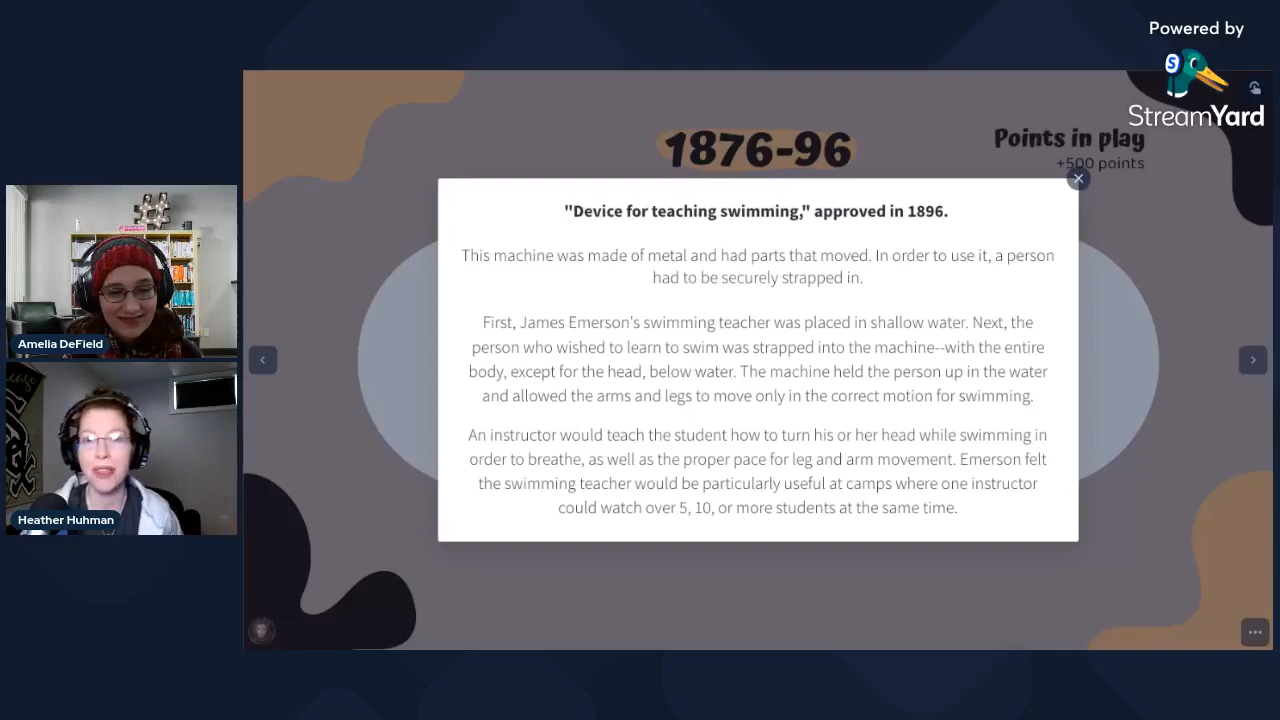 Powered by
StreamYard
1876-96
Points in play
+500 points
"Device for teaching swimming," approved in 1896.
This machine was made of metal and had parts that moved. In order to use it, a person
had to be securely strapped in.
First, James Emerson's swimming teacher was placed in shallow water. Next, the
person who wished to learn to swim was strapped into the machine--with the entire
body, except for the head, below water. The machine held the person up in the water
and allowed the arms and legs to move only in the correct motion for swimming.
An instructor would teach the student how to turn his or her head while swimming in
order to breathe, as well as the proper pace for leg and arm movement. Emerson felt
the swimming teacher would be particularly useful at camps where one instructor
could watch over 5, 10, or more students at the same time.
Amelia DeField
Heather Huhman